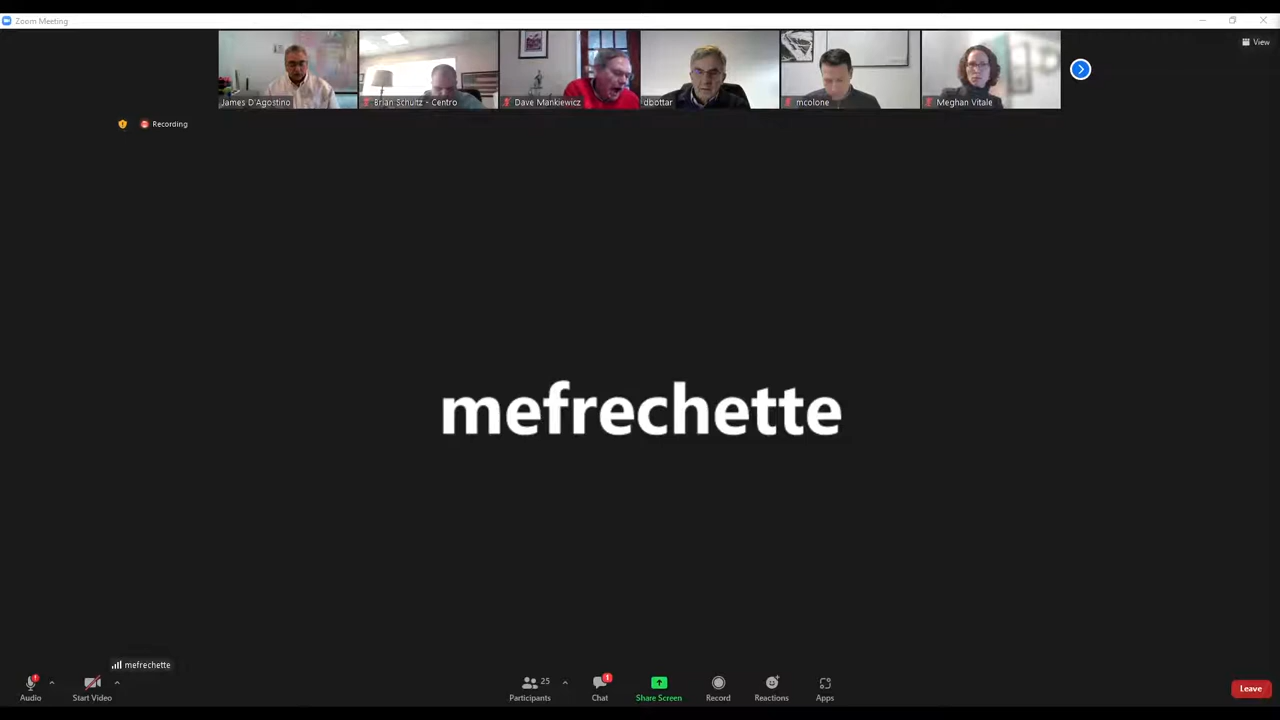 Zoom Meeting
View
James D'Agostino
Brian Schultz - Centro
Dave Mankiewicz
dbottar
mcolone
Meghan Vitale
Recording
mefrechette
mefrechette
Audio
Start Video
Participants
25
Chat
1
Share Screen
Record
Reactions
Apps
Leave